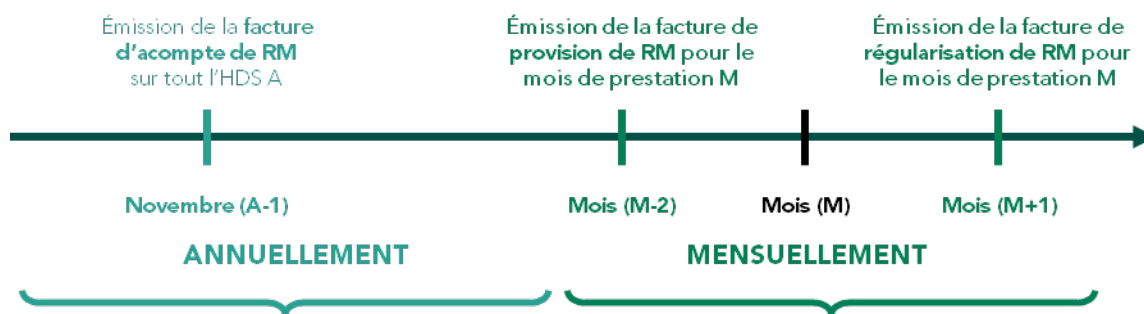 Émission de la facture
d'acompte de RM
sur tout l'HDS A
Émission de la facture de
provision de RM pour le
mois de prestation M
Émission de la facture de
régularisation de RM pour
le mois de prestation M
Novembre (A-1)
Mois (M-2)
Mois (M)
Mois (M+1)
ANNUELLEMENT
MENSUELLEMENT